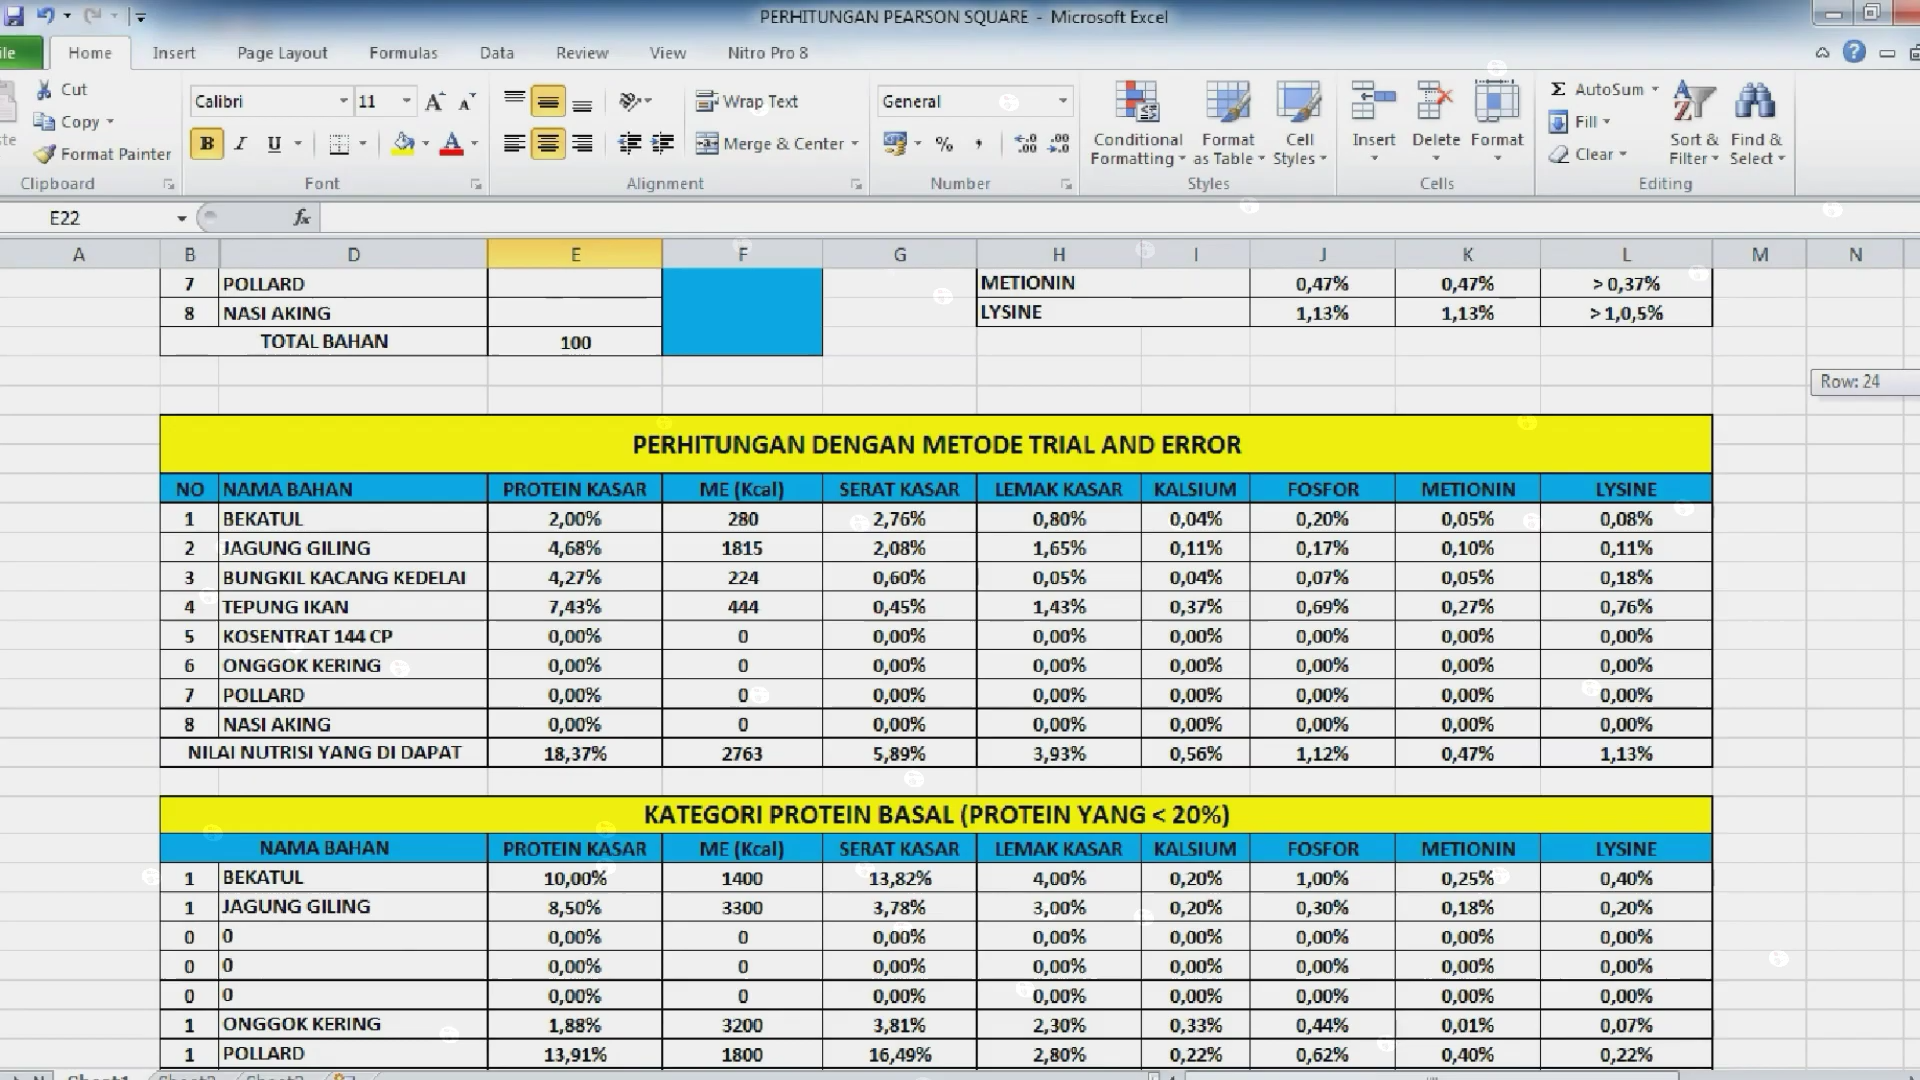 PERHITUNGAN PEARSON SQUARE - Microsoft Excel
Home Insert Page Layout Formulas Data Review View Nitro Pro 8
Cut
Copy
Format Painter
Clipboard
Calibri 11
B I U A
Font
Wrap Text
Merge & Center
Alignment
General
%
Number
Conditional Formatting
Format as Table
Cell Styles
Styles
Insert Delete Format
Cells
Σ AutoSum
Fill
Clear
Sort & Filter
Find & Select
Editing
E22 fx
A B D E F G H I J K L M N
7 POLLARD METIONIN 0,47% 0,47% > 0,37%
8 NASI AKING LYSINE 1,13% 1,13% > 1,0,5%
TOTAL BAHAN 100
Row: 24
PERHITUNGAN DENGAN METODE TRIAL AND ERROR
NO NAMA BAHAN PROTEIN KASAR ME (Kcal) SERAT KASAR LEMAK KASAR KALSIUM FOSFOR METIONIN LYSINE
1 BEKATUL 2,00% 280 2,76% 0,80% 0,04% 0,20% 0,05% 0,08%
2 JAGUNG GILING 4,68% 1815 2,08% 1,65% 0,11% 0,17% 0,10% 0,11%
3 BUNGKIL KACANG KEDELAI 4,27% 224 0,60% 0,05% 0,04% 0,07% 0,05% 0,18%
4 TEPUNG IKAN 7,43% 444 0,45% 1,43% 0,37% 0,69% 0,27% 0,76%
5 KOSENTRAT 144 CP 0,00% 0 0,00% 0,00% 0,00% 0,00% 0,00% 0,00%
6 ONGGOK KERING 0,00% 0 0,00% 0,00% 0,00% 0,00% 0,00% 0,00%
7 POLLARD 0,00% 0 0,00% 0,00% 0,00% 0,00% 0,00% 0,00%
8 NASI AKING 0,00% 0 0,00% 0,00% 0,00% 0,00% 0,00% 0,00%
NILAI NUTRISI YANG DI DAPAT 18,37% 2763 5,89% 3,93% 0,56% 1,12% 0,47% 1,13%
KATEGORI PROTEIN BASAL (PROTEIN YANG < 20%)
NAMA BAHAN PROTEIN KASAR ME (Kcal) SERAT KASAR LEMAK KASAR KALSIUM FOSFOR METIONIN LYSINE
1 BEKATUL 10,00% 1400 13,82% 4,00% 0,20% 1,00% 0,25% 0,40%
1 JAGUNG GILING 8,50% 3300 3,78% 3,00% 0,20% 0,30% 0,18% 0,20%
0 0 0,00% 0 0,00% 0,00% 0,00% 0,00% 0,00% 0,00%
0 0 0,00% 0 0,00% 0,00% 0,00% 0,00% 0,00% 0,00%
0 0 0,00% 0 0,00% 0,00% 0,00% 0,00% 0,00% 0,00%
1 ONGGOK KERING 1,88% 3200 3,81% 2,30% 0,33% 0,44% 0,01% 0,07%
1 POLLARD 13,91% 1800 16,49% 2,80% 0,22% 0,62% 0,40% 0,22%